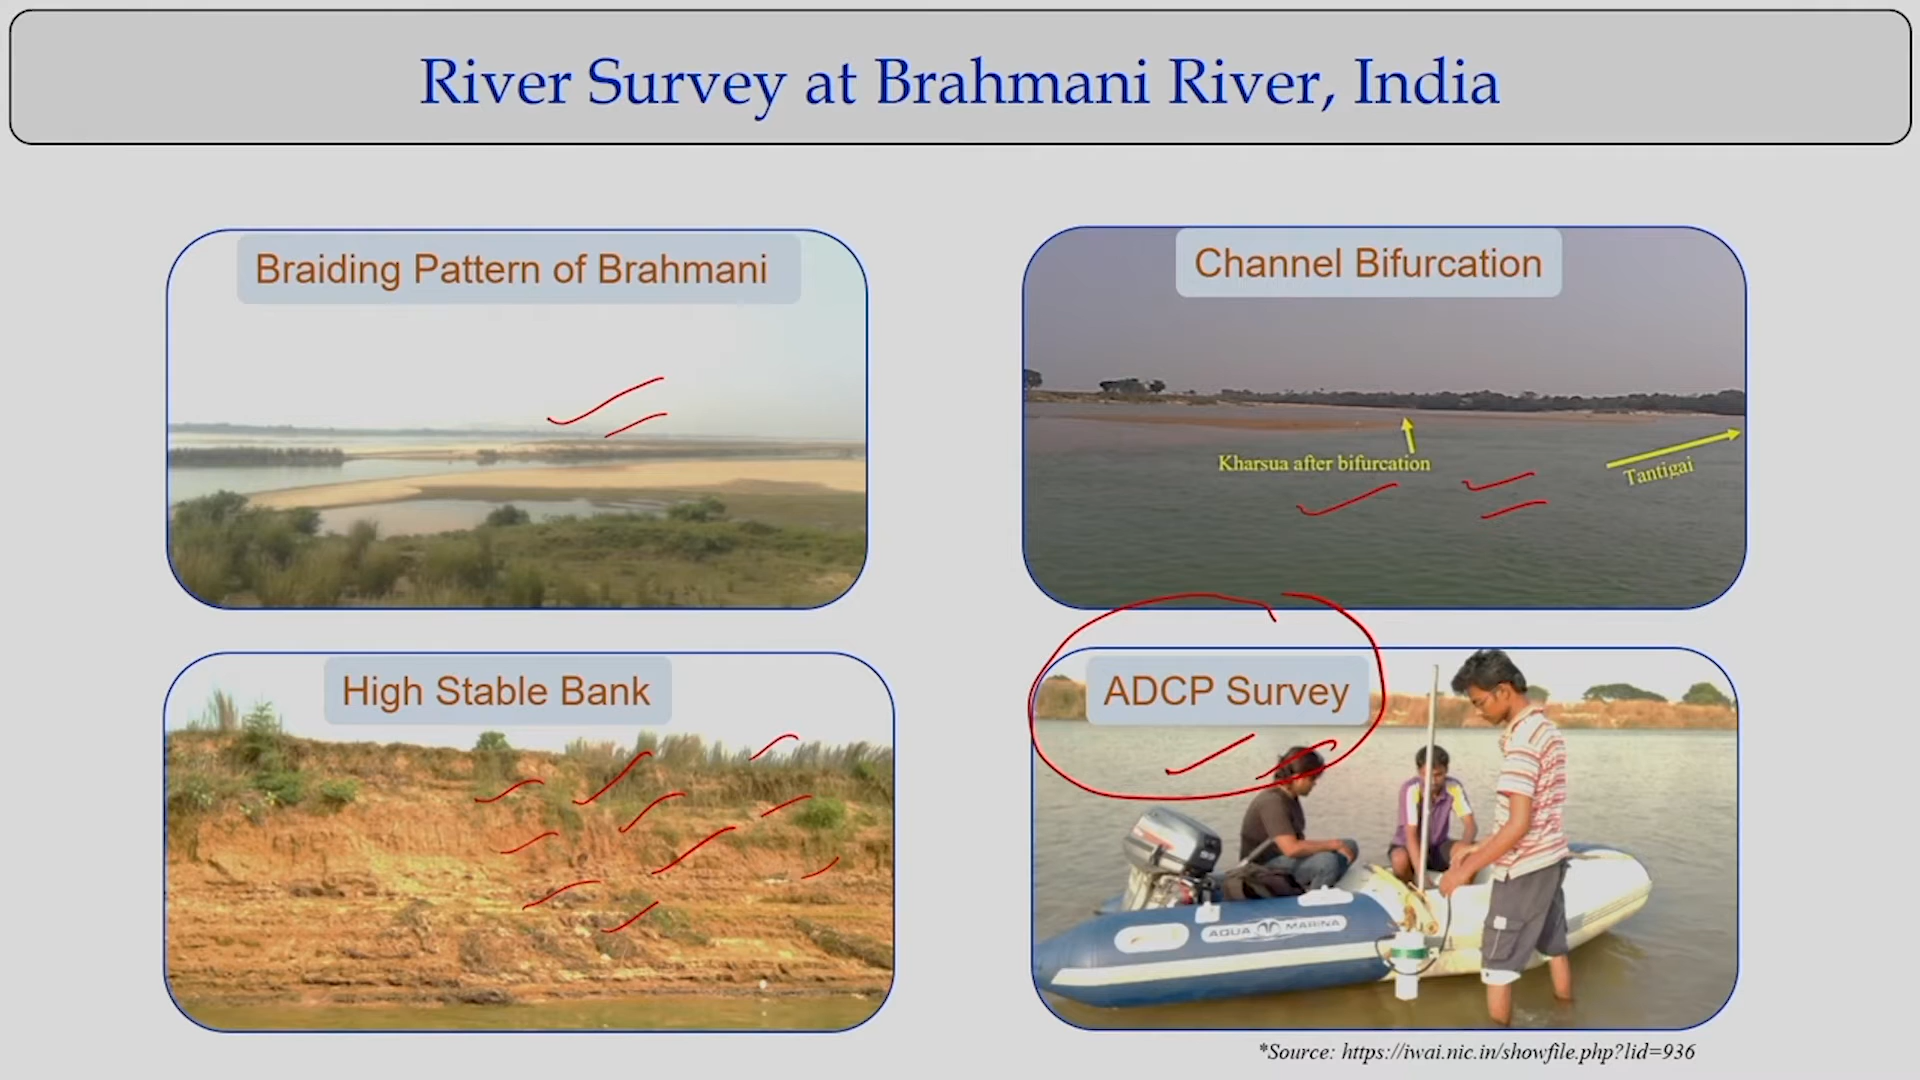 River Survey at Brahmani River, India
Braiding Pattern of Brahmani
Channel Bifurcation
Kharsua after bifurcation
Tantigai
High Stable Bank
ADCP Survey
AQUA MARINA
*Source: https://iwai.nic.in/showfile.php?lid=936